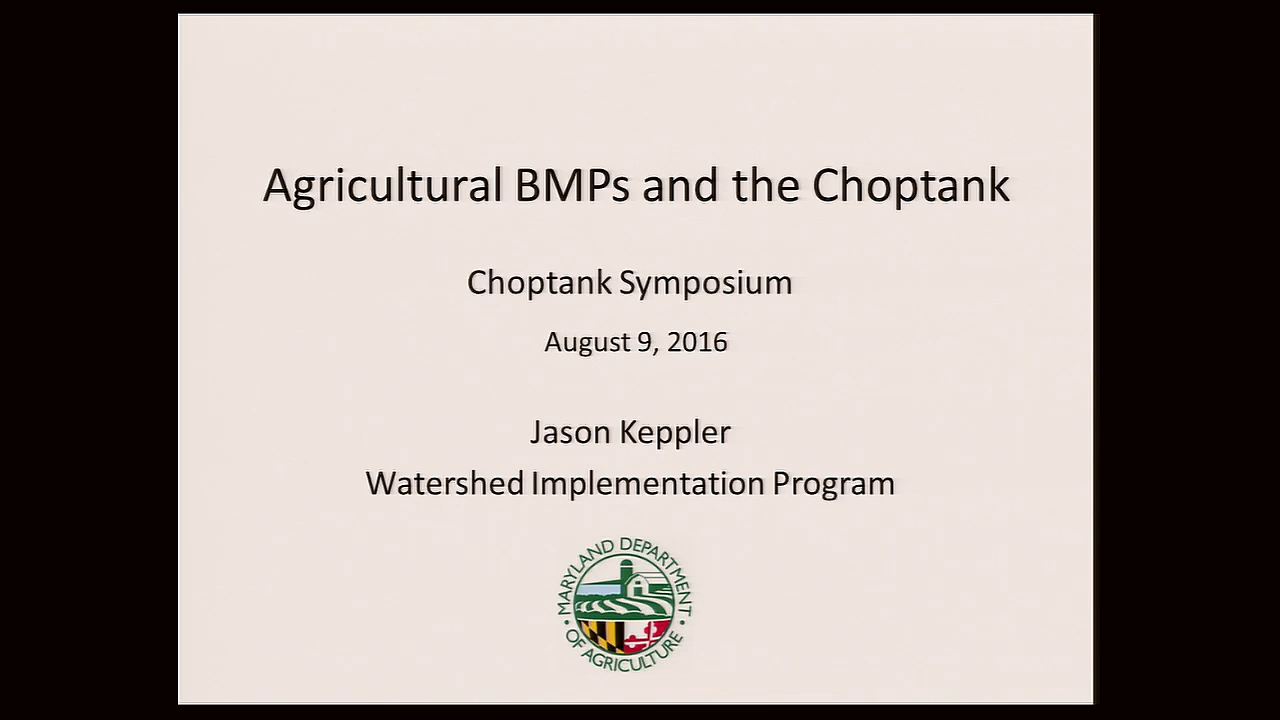 Agricultural BMPs and the Choptank
Choptank Symposium
August 9, 2016
Jason Keppler
Watershed Implementation Program
MARYLAND DEPARTMENT
• OF AGRICULTURE •